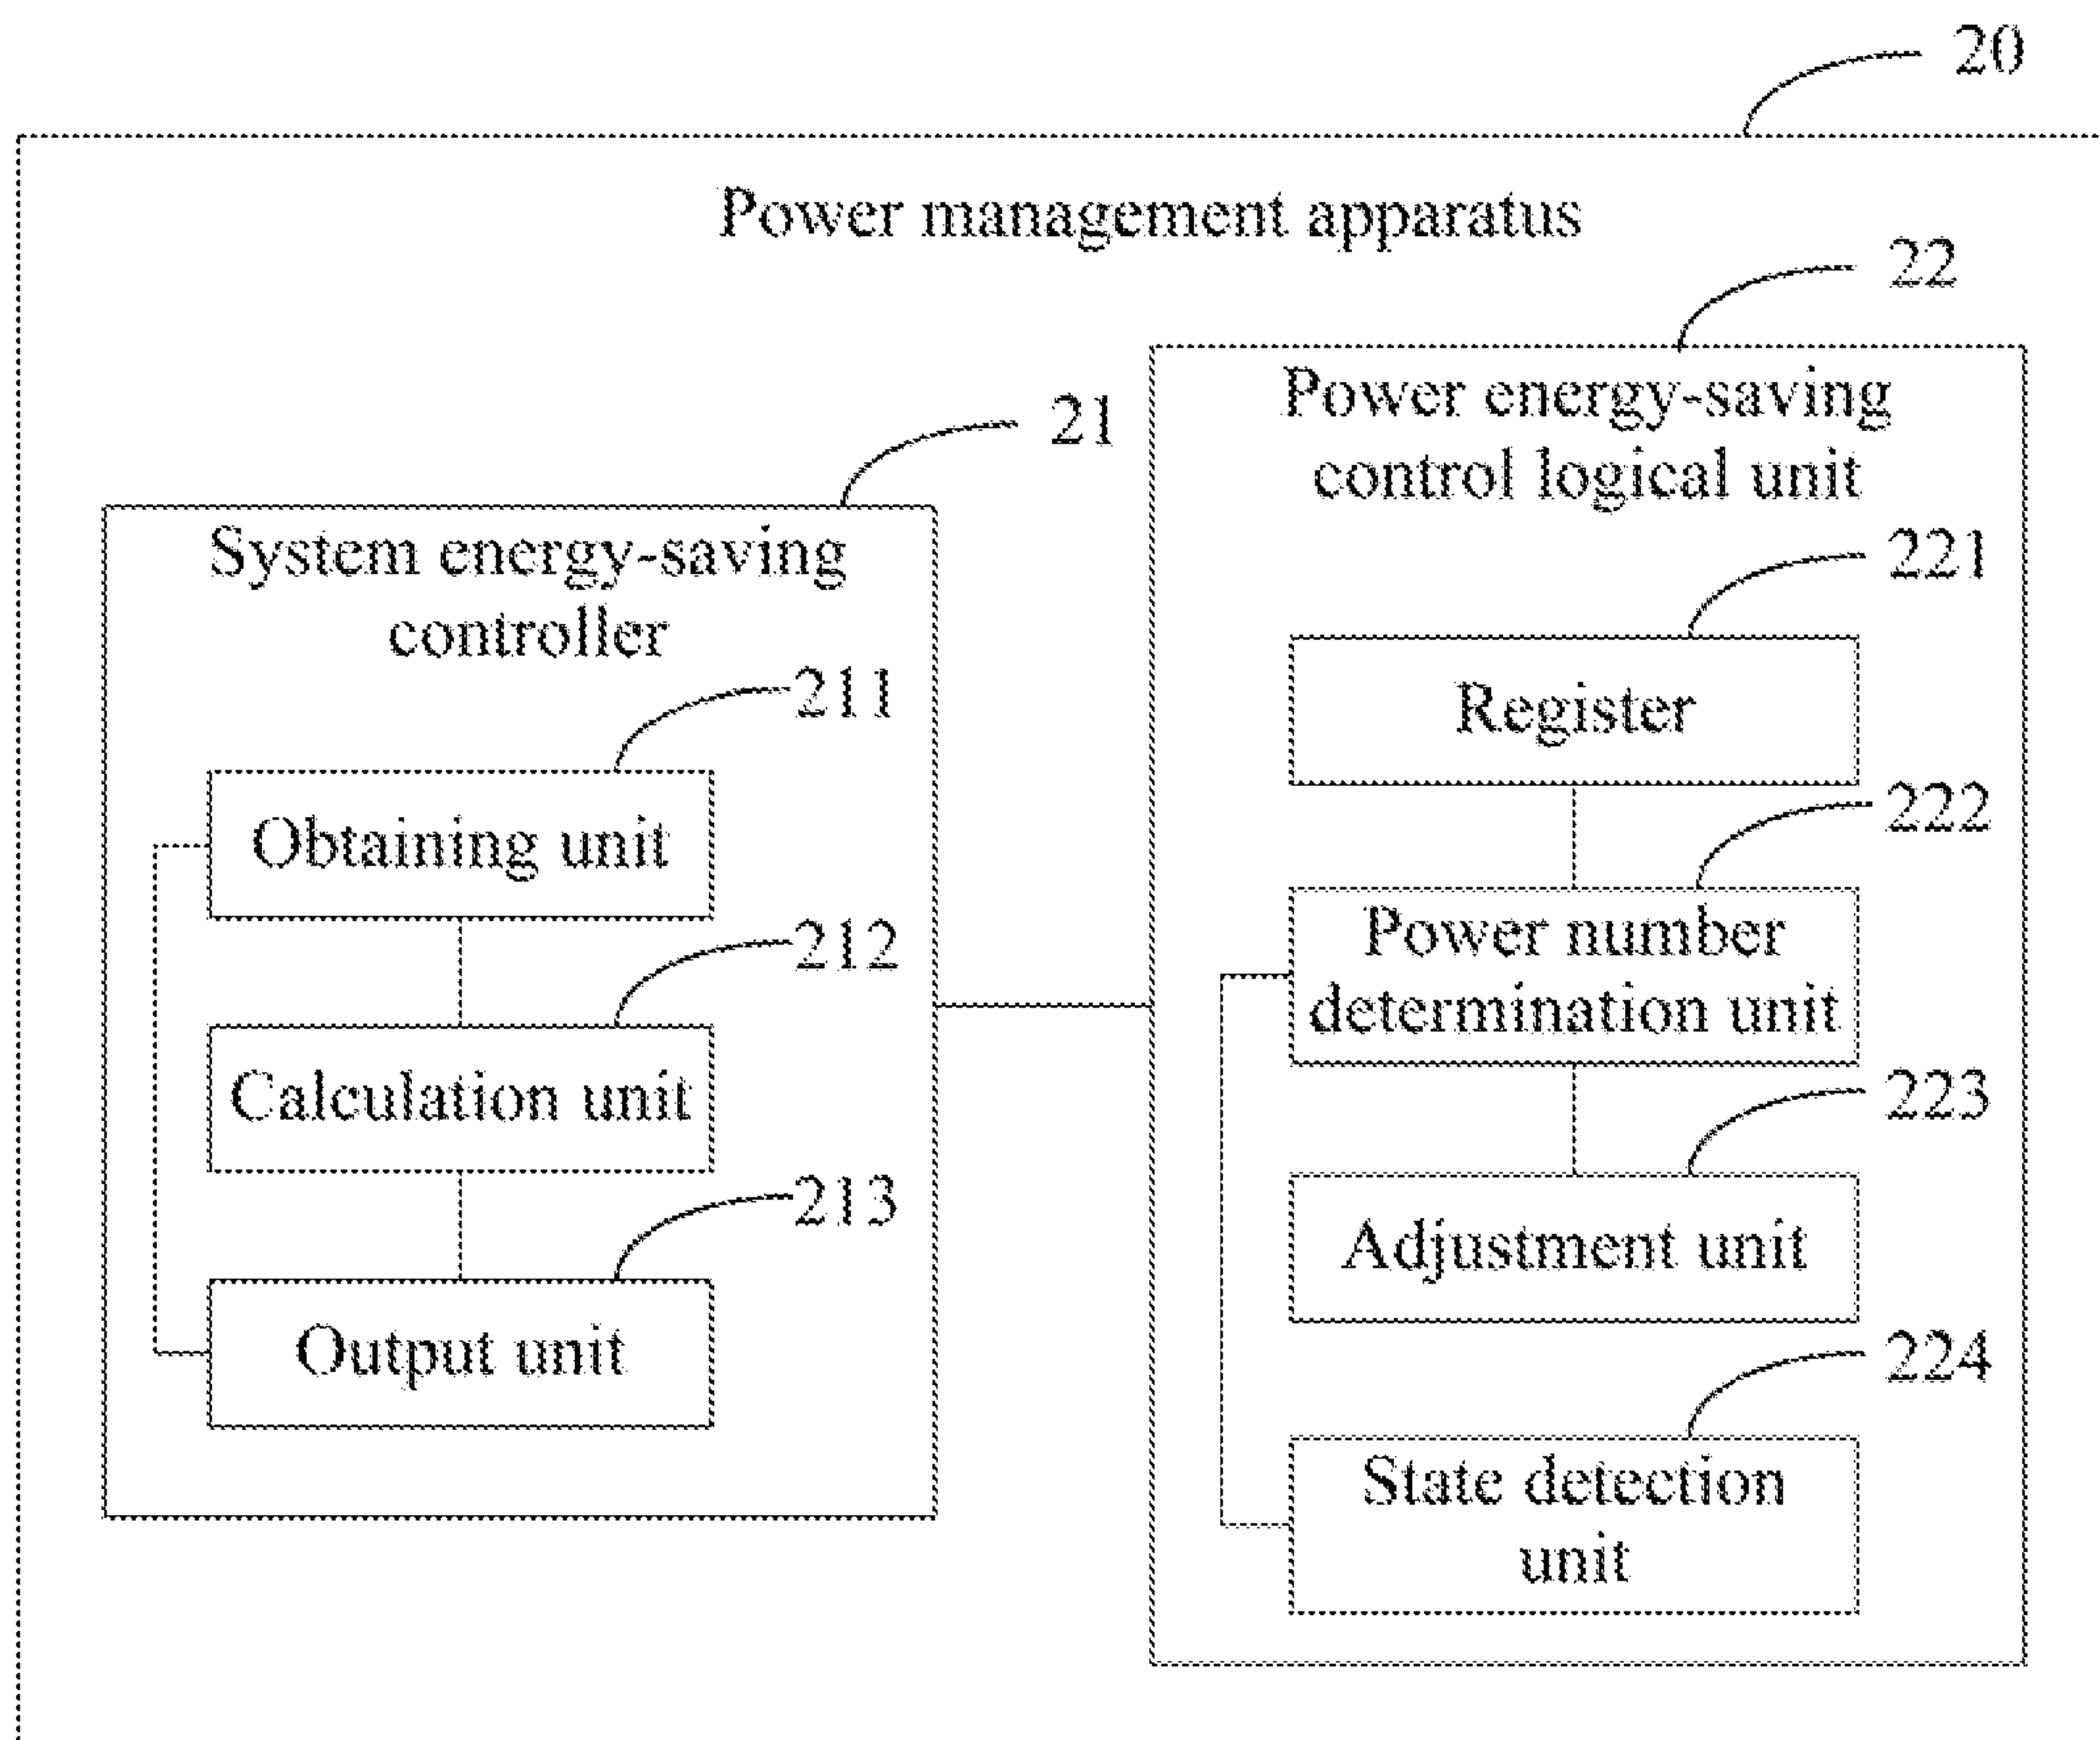 20
Power management apparatus
22
Power energy-saving
control logical unit
21
System energy-saving
controller
211
Obtaining unit
212
Calculation unit
213
Output unit
221
Register
222
Power number
determination unit
223
Adjustment unit
224
State detection
unit